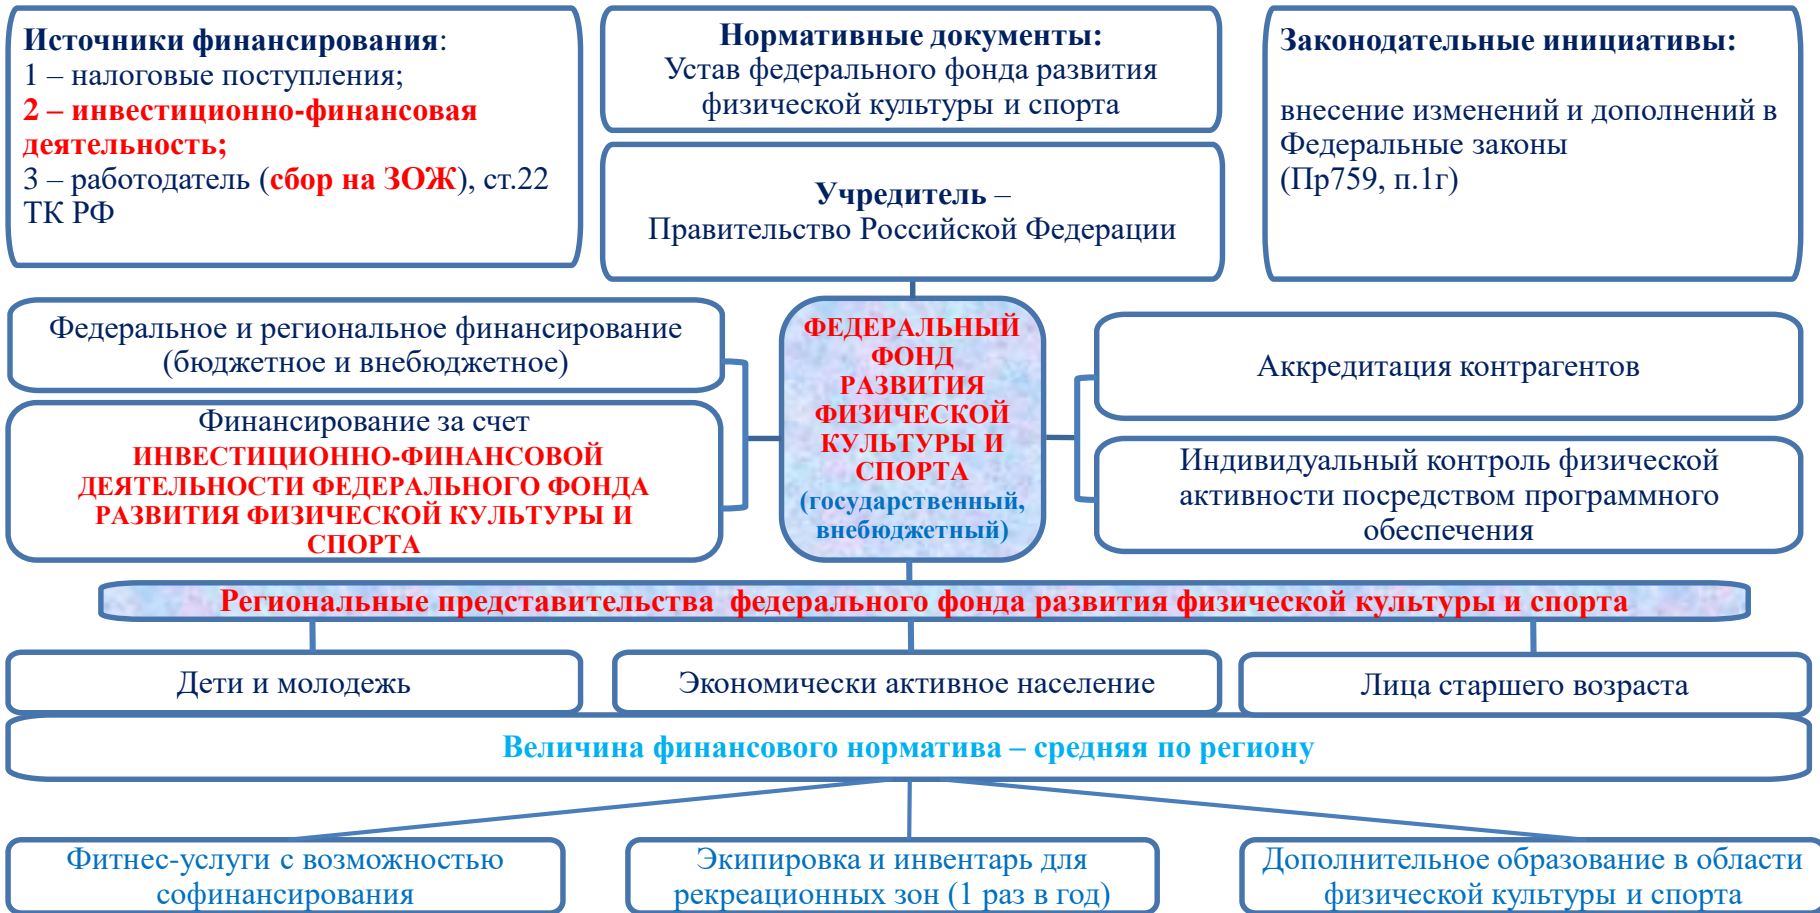 Источники финансирования:
1 – налоговые поступления;
2 – инвестиционно-финансовая
деятельность;
3 – работодатель (сбор на ЗОЖ), ст.22
ТК РФ
Нормативные документы:
Устав федерального фонда развития
физической культуры и спорта
Законодательные инициативы:
внесение изменений и дополнений в
Федеральные законы
(Пр759, п.1г)
Учредитель –
Правительство Российской Федерации
Федеральное и региональное финансирование
(бюджетное и внебюджетное)
Финансирование за счет
ИНВЕСТИЦИОННО-ФИНАНСОВОЙ
ДЕЯТЕЛЬНОСТИ ФЕДЕРАЛЬНОГО ФОНДА
РАЗВИТИЯ ФИЗИЧЕСКОЙ КУЛЬТУРЫ И
СПОРТА
ФЕДЕРАЛЬНЫЙ
ФОНД
РАЗВИТИЯ
ФИЗИЧЕСКОЙ
КУЛЬТУРЫ И
СПОРТА
(государственный,
внебюджетный)
Аккредитация контрагентов
Индивидуальный контроль физической
активности посредством программного
обеспечения
Региональные представительства федерального фонда развития физической культуры и спорта
Дети и молодежь
Экономически активное население
Лица старшего возраста
Величина финансового норматива – средняя по региону
Фитнес-услуги с возможностью
софинансирования
Экипировка и инвентарь для
рекреационных зон (1 раз в год)
Дополнительное образование в области
физической культуры и спорта